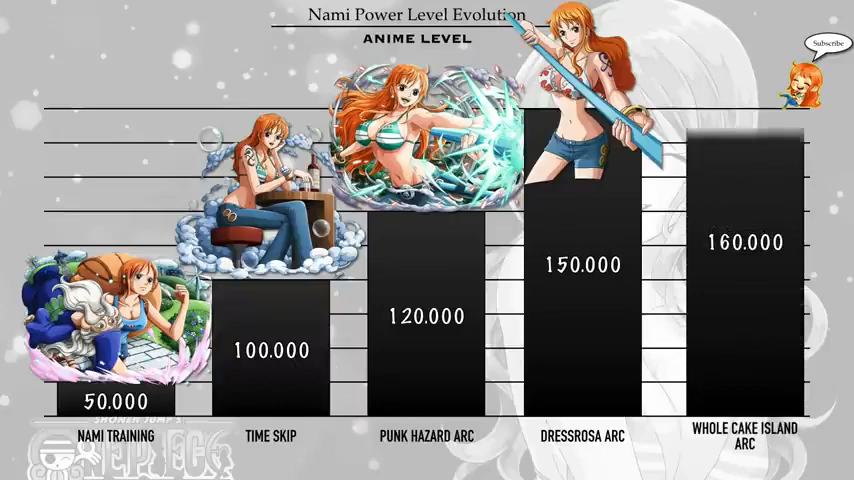 Nami Power Level Evolution
ANIME LEVEL
Subscribe
160.000
150.000
120.000
100.000
50.000
SHONEN JUMP'S
ONE PIECE
NAMI TRAINING
TIME SKIP
PUNK HAZARD ARC
DRESSROSA ARC
WHOLE CAKE ISLAND
ARC